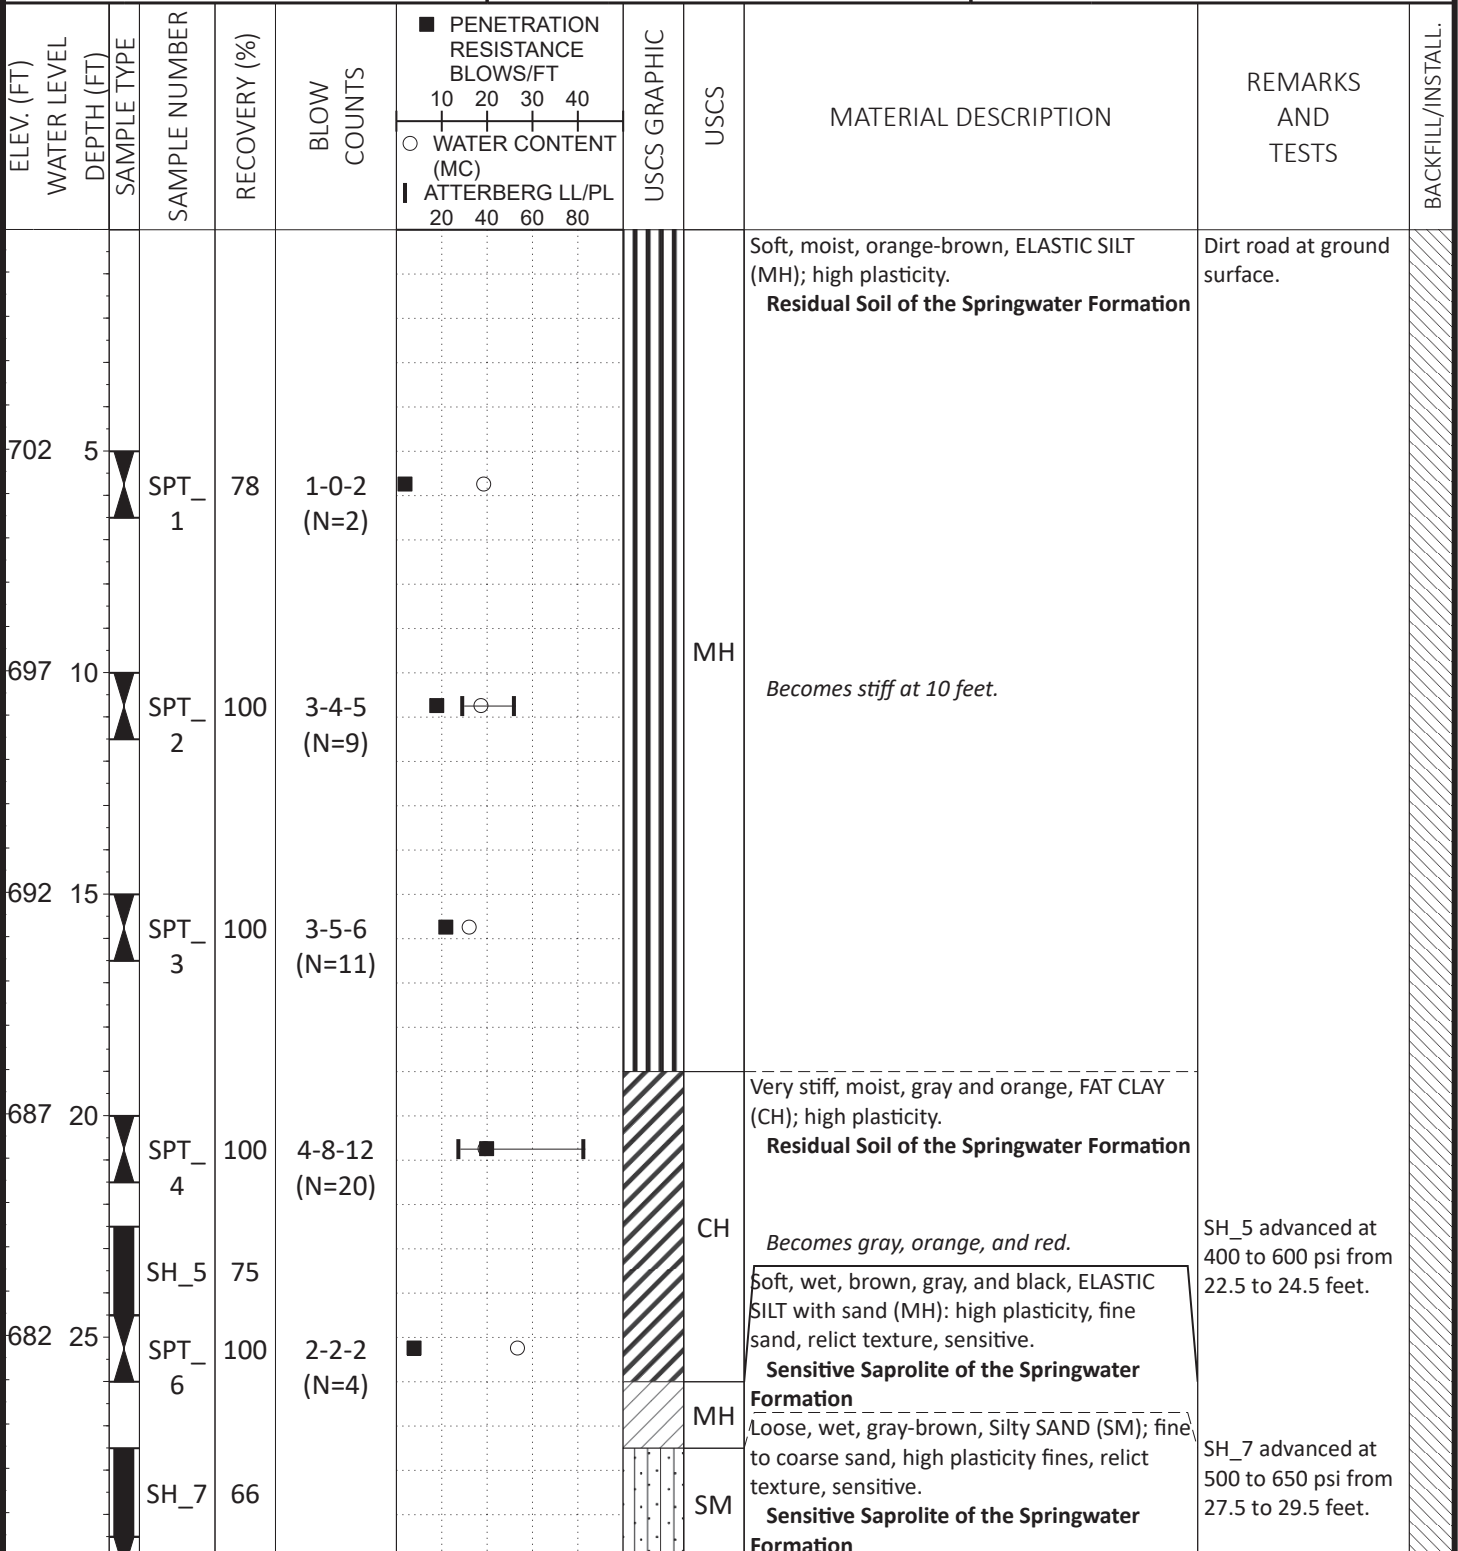 ELEV. (FT)
WATER LEVEL
DEPTH (FT)
SAMPLE TYPE
SAMPLE NUMBER
RECOVERY (%)
BLOW
COUNTS
PENETRATION
RESISTANCE
BLOWS/FT
10 20 30 40
WATER CONTENT
(MC)
ATTERBERG LL/PL
20 40 60 80
USCS GRAPHIC
USCS
MATERIAL DESCRIPTION
REMARKS
AND
TESTS
BACKFILL/INSTALL.
Soft, moist, orange-brown, ELASTIC SILT
(MH); high plasticity.
Residual Soil of the Springwater Formation
Dirt road at ground
surface.
702 5
SPT_
1
78
1-0-2
(N=2)
MH
697 10
SPT_
2
100
3-4-5
(N=9)
Becomes stiff at 10 feet.
692 15
SPT_
3
100
3-5-6
(N=11)
Very stiff, moist, gray and orange, FAT CLAY
(CH); high plasticity.
Residual Soil of the Springwater Formation
687 20
SPT_
4
100
4-8-12
(N=20)
CH
Becomes gray, orange, and red.
SH_5 advanced at
400 to 600 psi from
22.5 to 24.5 feet.
SH_5 75
Soft, wet, brown, gray, and black, ELASTIC
SILT with sand (MH): high plasticity, fine
sand, relict texture, sensitive.
Sensitive Saprolite of the Springwater
Formation
682 25
SPT_
6
100
2-2-2
(N=4)
MH
Loose, wet, gray-brown, Silty SAND (SM); fine
to coarse sand, high plasticity fines, relict
texture, sensitive.
Sensitive Saprolite of the Springwater
Formation
SH_7 advanced at
500 to 650 psi from
27.5 to 29.5 feet.
SH_7 66
SM